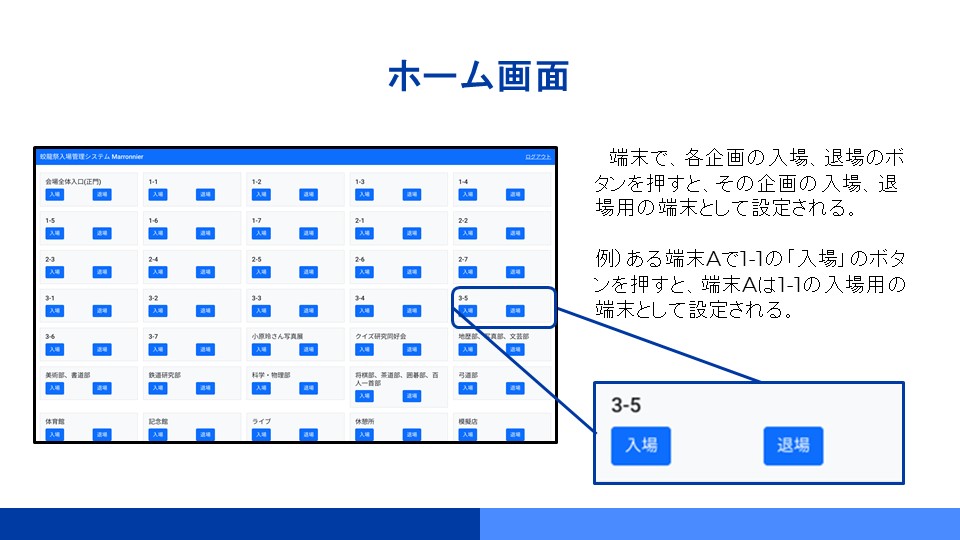 ホーム画面
蛟龍祭入場管理システム Marronnier
ログアウト
会場全体入口(正門)
入場 退場
1-1
入場 退場
1-2
入場 退場
1-3
入場 退場
1-4
入場 退場
1-5
入場 退場
1-6
入場 退場
1-7
入場 退場
2-1
入場 退場
2-2
入場 退場
2-3
入場 退場
2-4
入場 退場
2-5
入場 退場
2-6
入場 退場
2-7
入場 退場
3-1
入場 退場
3-2
入場 退場
3-3
入場 退場
3-4
入場 退場
3-5
入場 退場
3-6
入場 退場
3-7
入場 退場
小原玲さん写真展
入場 退場
クイズ研究同好会
入場 退場
地歴部、写真部、文芸部
入場 退場
美術部、書道部
入場 退場
鉄道研究部
入場 退場
科学・物理部
入場 退場
将棋部、茶道部、囲碁部、百
人一首部
入場 退場
弓道部
入場 退場
体育館
入場 退場
記念館
入場 退場
ライブ
入場 退場
休憩所
入場 退場
模擬店
入場 退場
端末で、各企画の入場、退場のボ
タンを押すと、その企画の入場、退
場用の端末として設定される。
例)ある端末Aで1-1の「入場」のボタ
ンを押すと、端末Aは1-1の入場用の
端末として設定される。
3-5
入場 退場